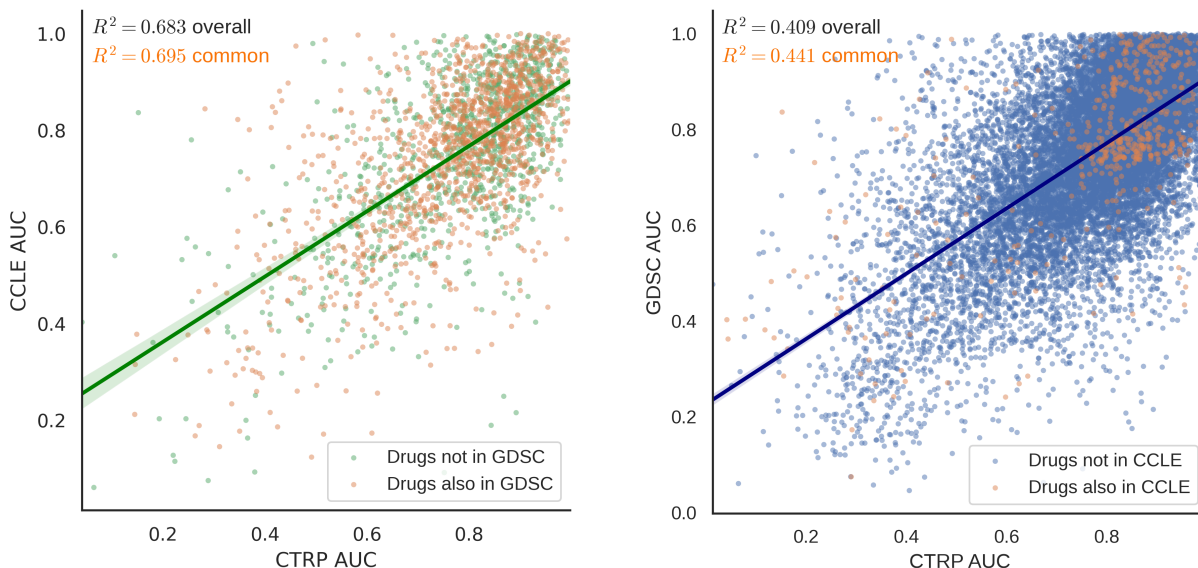 R² = 0.683 overall
R² = 0.695 common
1.0
0.8
0.6
0.4
0.2
CCLE AUC
0.2
0.4
0.6
0.8
CTRP AUC
Drugs not in GDSC
Drugs also in GDSC
R² = 0.409 overall
R² = 0.441 common
1.0
0.8
0.6
0.4
0.2
0.0
GDSC AUC
0.2
0.4
0.6
0.8
CTRP AUC
Drugs not in CCLE
Drugs also in CCLE